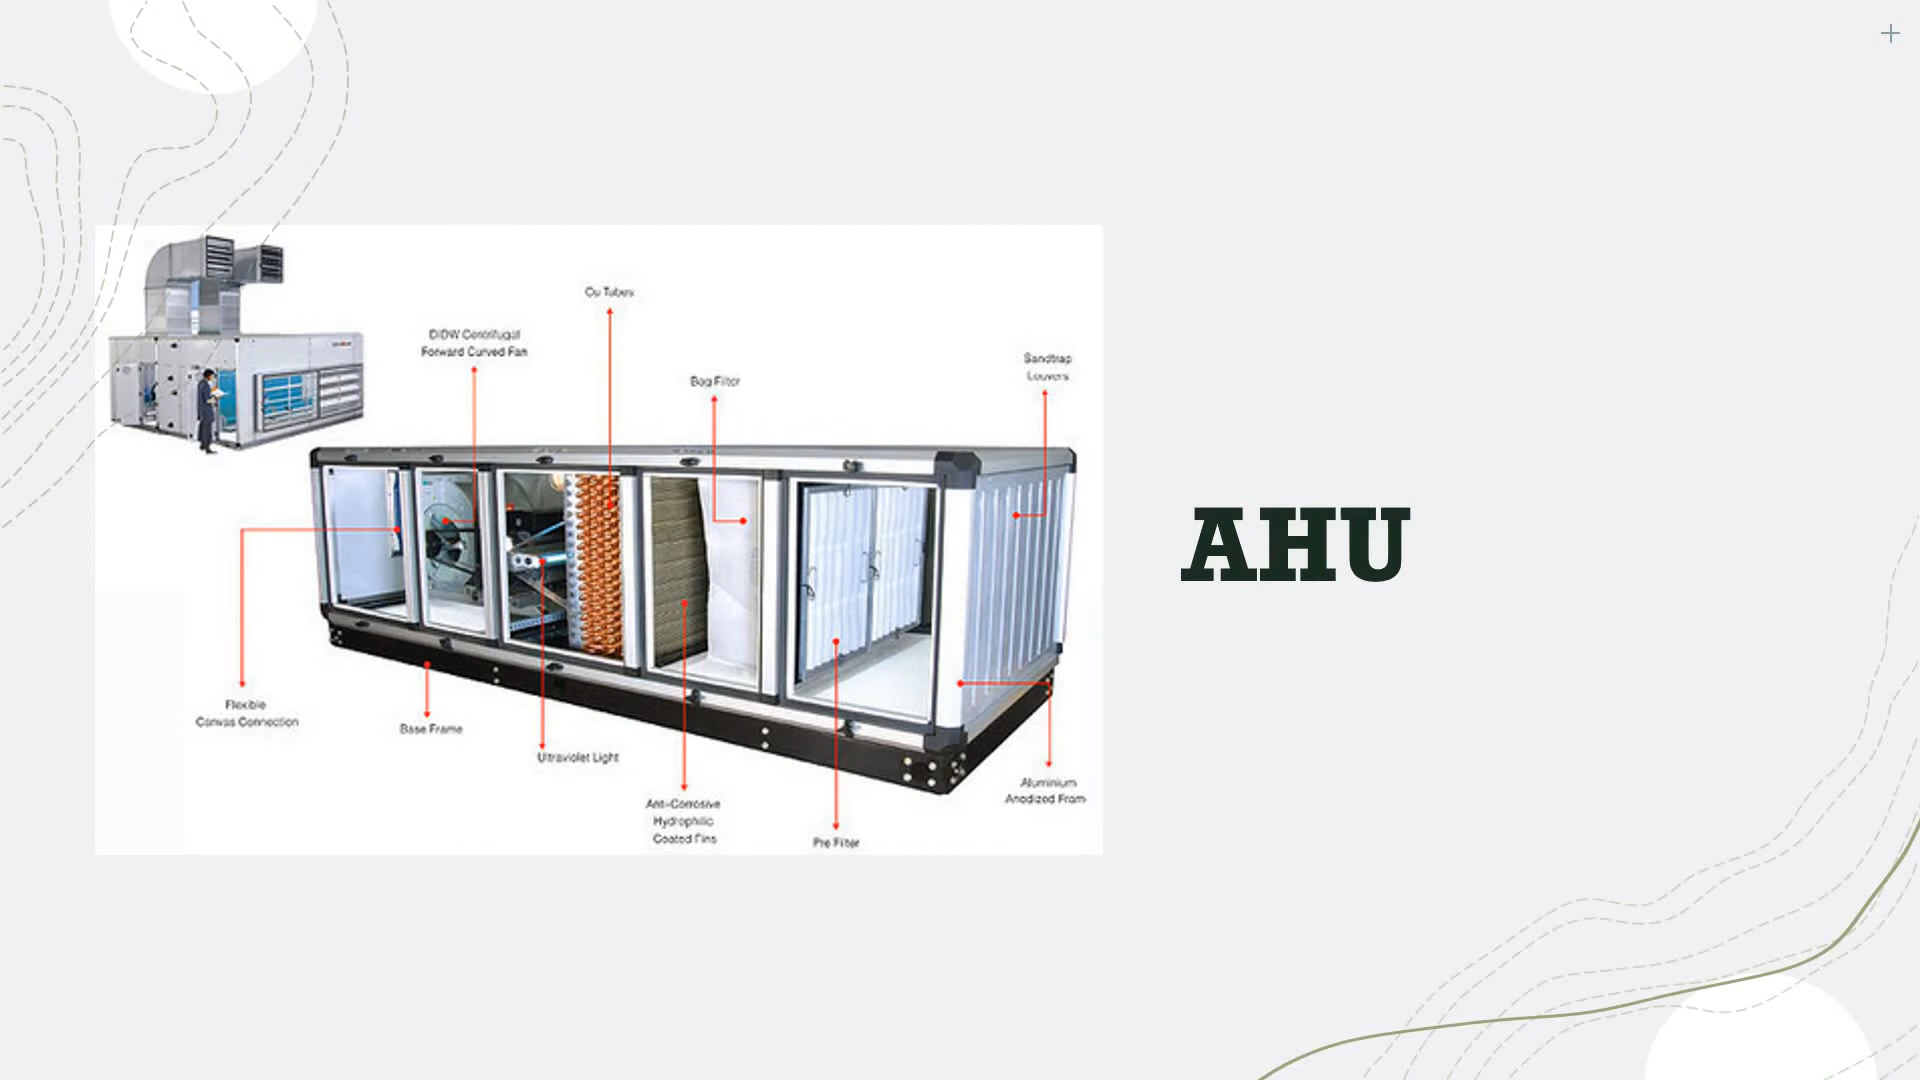 Cu Tubes
DIDW Centrifugal
Forward Curved Fan
Bag Filter
Sandtrap
Louvers
AHU
Flexible
Canvas Connection
Base Frame
Ultraviolet Light
Anti-Corrosive
Hydrophilic
Coated Fins
Pre Filter
Aluminium
Anodized Fram